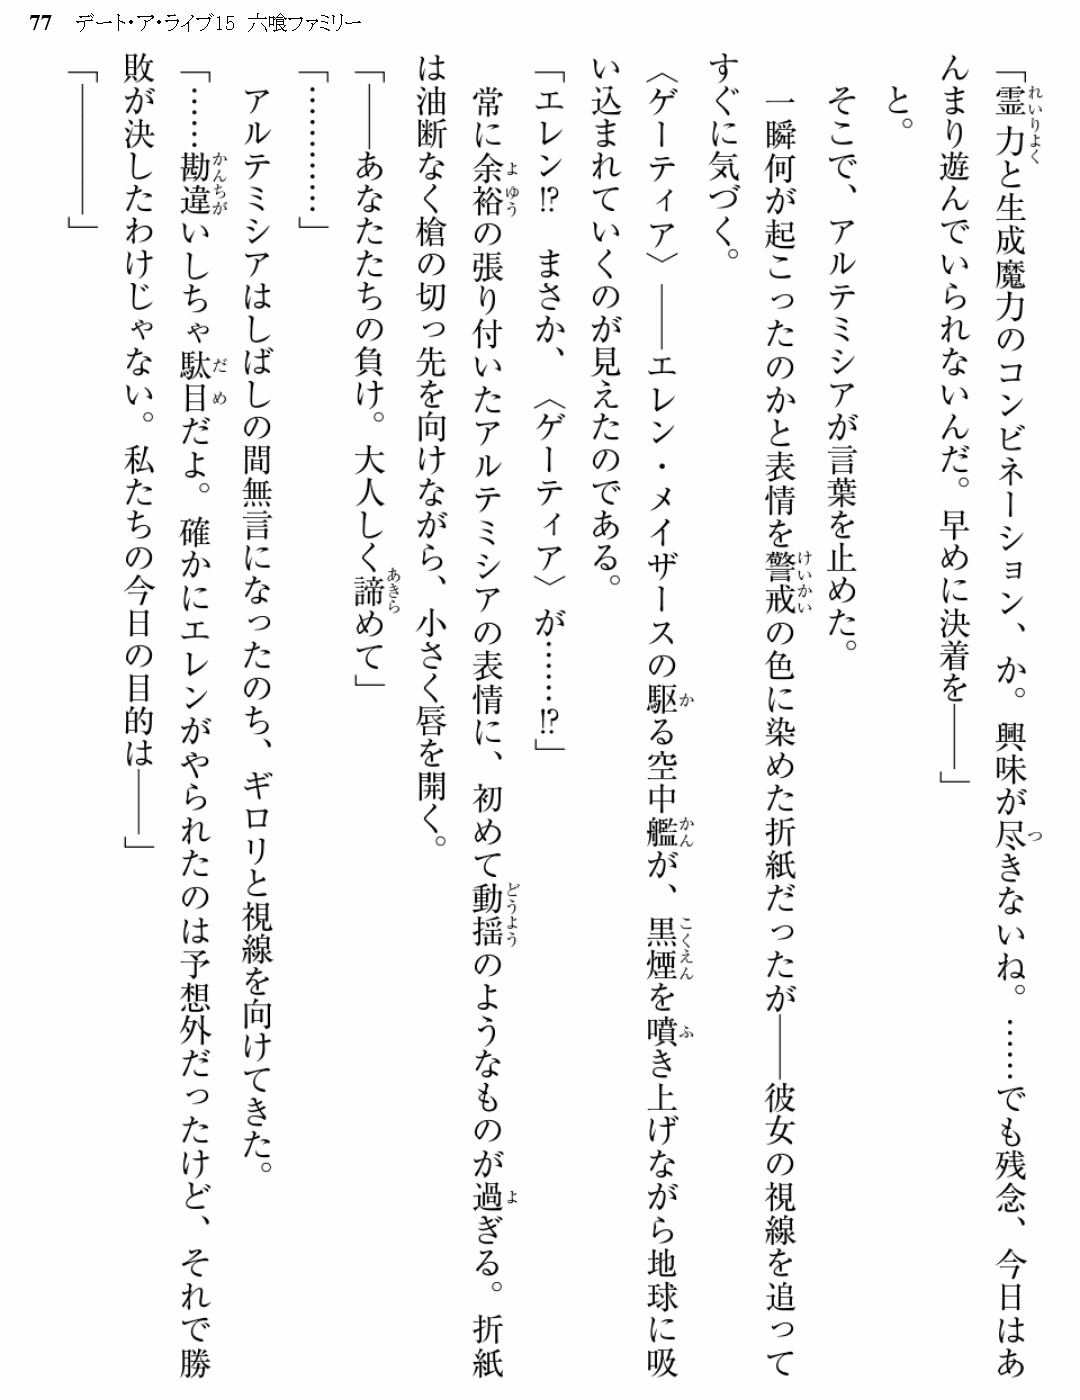 77 デート・ア・ライブ15 六喰ファミリー
「霊力と生成魔力のコンビネーション、か。興味が尽きないね。……でも残念、今日はあ
んまり遊んでいられないんだ。早めに決着を――」
と。
そこで、アルテミシアが言葉を止めた。
一瞬何が起こったのかと表情を警戒の色に染めた折紙だったが――彼女の視線を追って
すぐに気づく。
〈ゲーティア〉――エレン・メイザースの駆る空中艦が、黒煙を噴き上げながら地球に吸
い込まれていくのが見えたのである。
「エレン!? まさか、〈ゲーティア〉が……!?」
常に余裕の張り付いたアルテミシアの表情に、初めて動揺のようなものが過ぎる。折紙
は油断なく槍の切っ先を向けながら、小さく唇を開く。
「――あなたたちの負け。大人しく諦めて」
「…………」
アルテミシアはしばしの間無言になったのち、ギロリと視線を向けてきた。
「……勘違いしちゃ駄目だよ。確かにエレンがやられたのは予想外だったけど、それで勝
敗が決したわけじゃない。私たちの今日の目的は――」
「――――」